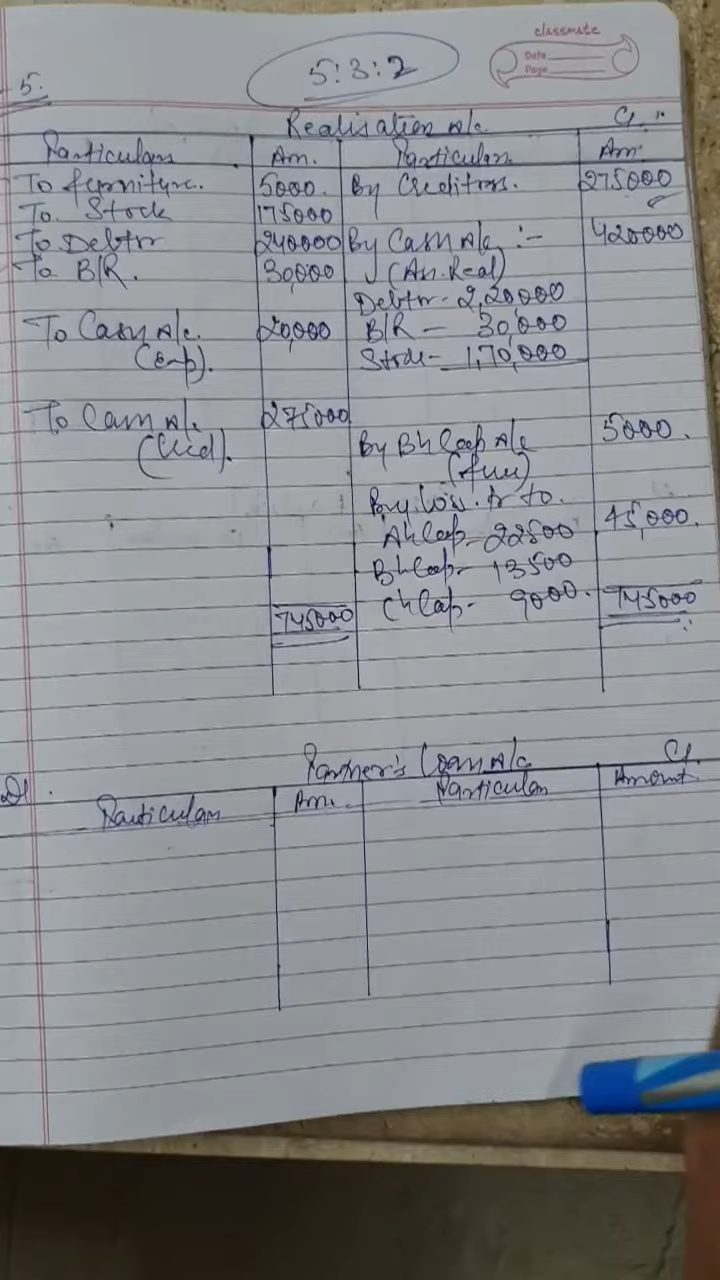 classmate
Date
Page
5.
5:3:2
Realisation A/c
Cr
Particulars Am. Particulars Am.
To furniture. 5000. By Creditors. 275000
To Stock 175000
To Debtr 240000 By Cash A/c :- 420000
To B/R. 30,000 (As. Real)
Debtr - 2,20000
To Cash A/c. 20,000 B/R - 30,000
(Exp). Stock - 1,70,000
To Cash A/c 275000
(Cred). By B's Cap A/c 5000.
(fur)
By loss tr to.
A's Cap - 22500 45,000.
B's Cap - 13500
745000 C's Cap - 9000. 745000
Partner's Loan A/c
Dr. Cr.
Particulars Am. Particulars Amount